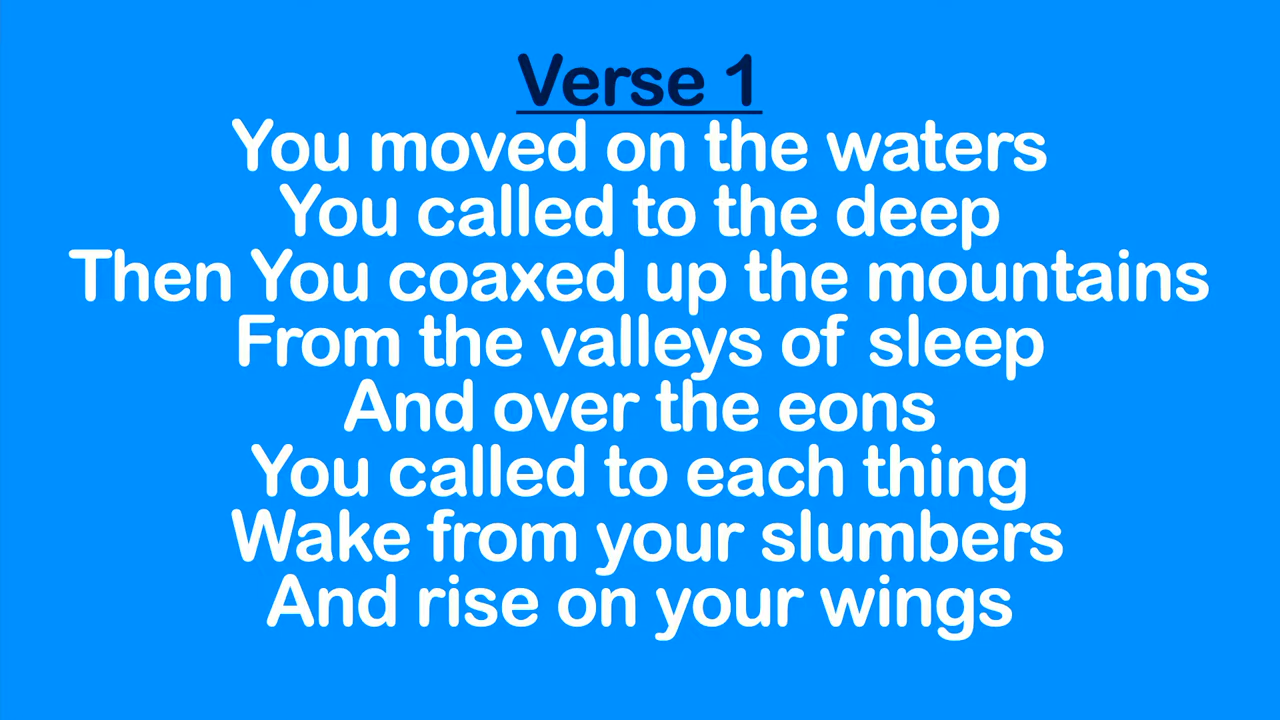 Verse 1
You moved on the waters
You called to the deep
Then You coaxed up the mountains
From the valleys of sleep
And over the eons
You called to each thing
Wake from your slumbers
And rise on your wings